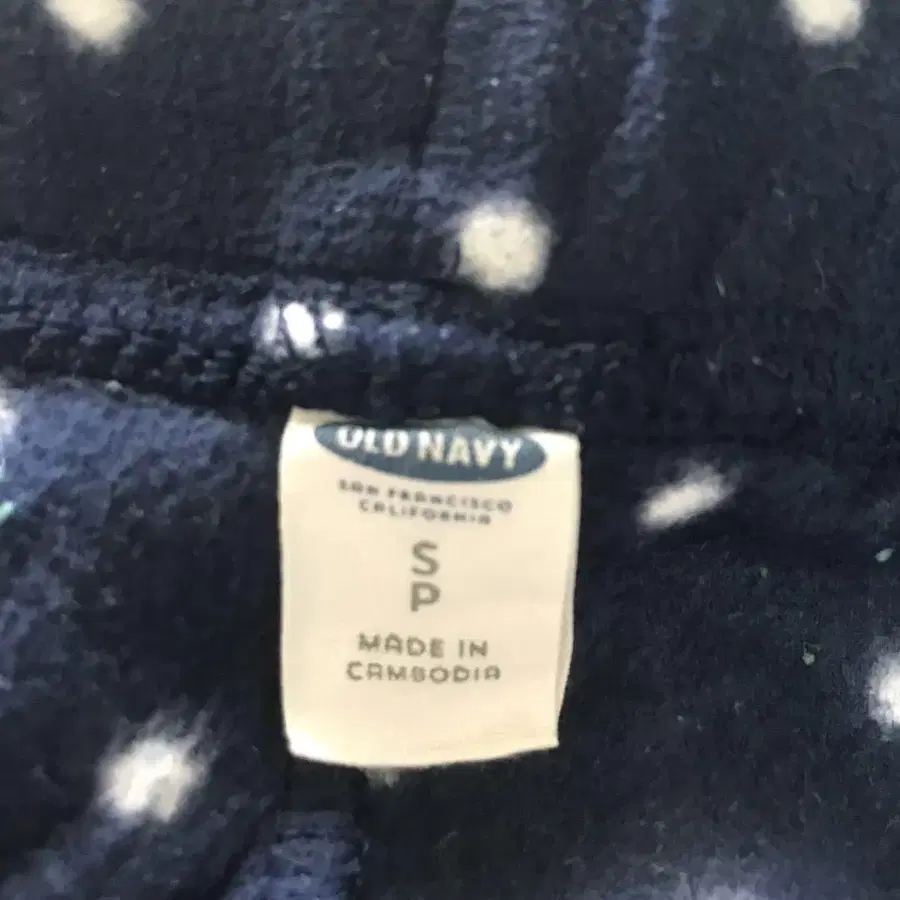 OLD NAVY
SAN FRANCISCO
CALIFORNIA
S
P
MADE IN
CAMBODIA